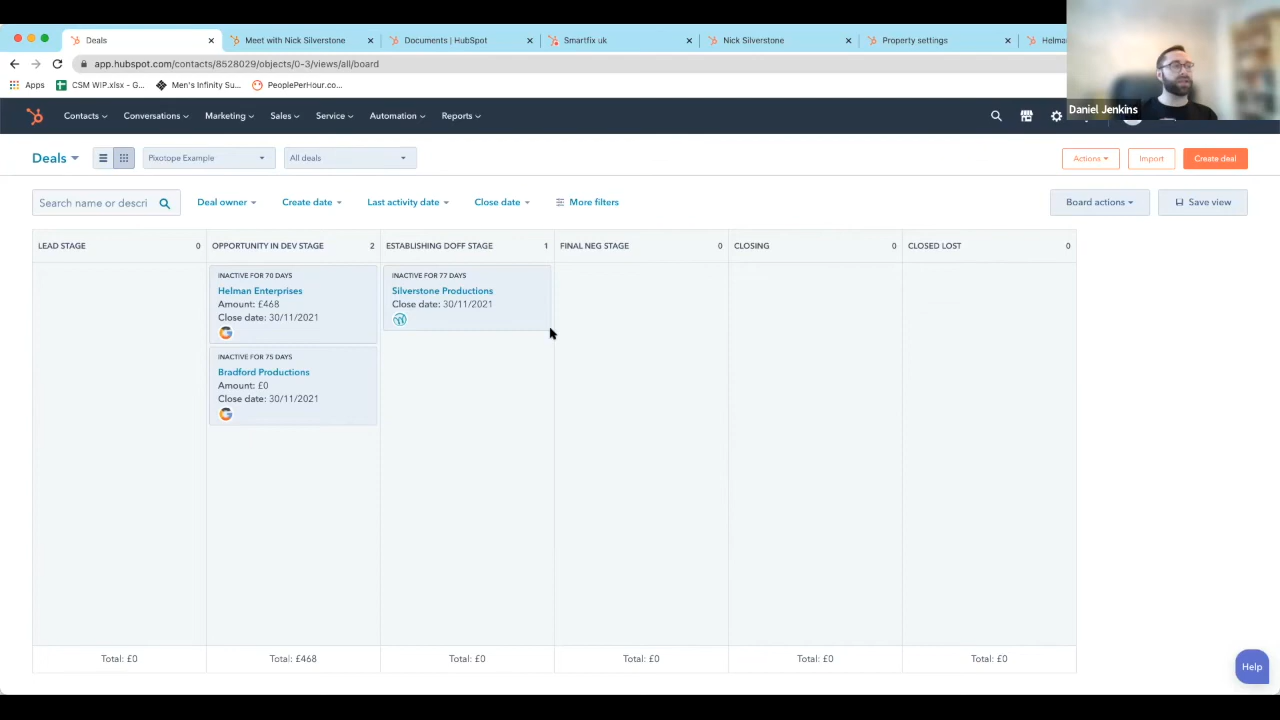 Deals
Meet with Nick Silverstone
Documents | HubSpot
Smartfix uk
Nick Silverstone
Property settings
app.hubspot.com/contacts/8528029/objects/0-3/views/all/board
Apps
CSM WIP.xlsx - G...
Men's Infinity Su...
PeoplePerHour.co...
Daniel Jenkins
Contacts
Conversations
Marketing
Sales
Service
Automation
Reports
Deals
Pixotope Example
All deals
Actions
Import
Create deal
Search name or descri
Deal owner
Create date
Last activity date
Close date
More filters
Board actions
Save view
LEAD STAGE 0
OPPORTUNITY IN DEV STAGE 2
ESTABLISHING DOFF STAGE 1
FINAL NEG STAGE 0
CLOSING 0
CLOSED LOST 0
INACTIVE FOR 70 DAYS
Helman Enterprises
Amount: £468
Close date: 30/11/2021
INACTIVE FOR 75 DAYS
Bradford Productions
Amount: £0
Close date: 30/11/2021
INACTIVE FOR 77 DAYS
Silverstone Productions
Close date: 30/11/2021
Total: £0
Total: £468
Total: £0
Total: £0
Total: £0
Total: £0
Help